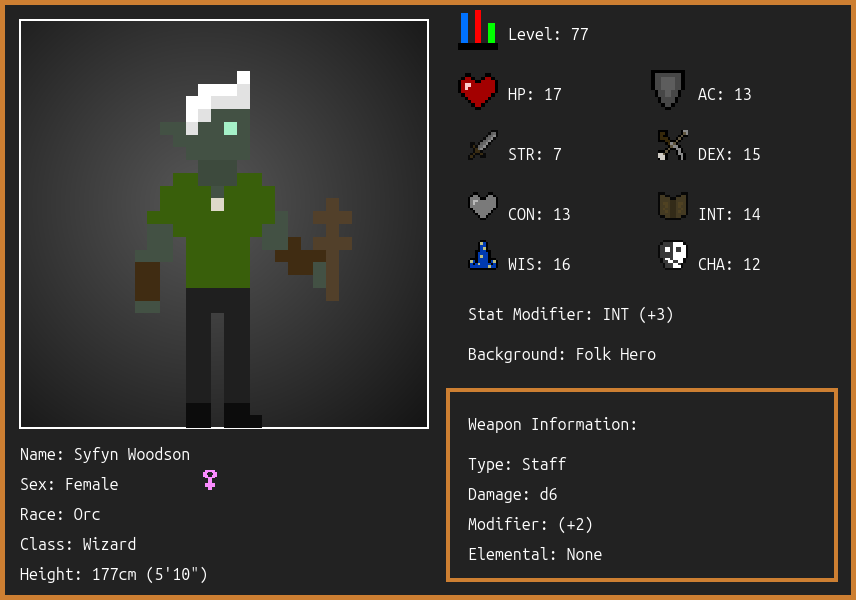 Level: 77
HP: 17
AC: 13
STR: 7
DEX: 15
CON: 13
INT: 14
WIS: 16
CHA: 12
Stat Modifier: INT (+3)
Background: Folk Hero
Weapon Information:
Type: Staff
Damage: d6
Modifier: (+2)
Elemental: None
Name: Syfyn Woodson
Sex: Female
Race: Orc
Class: Wizard
Height: 177cm (5'10")